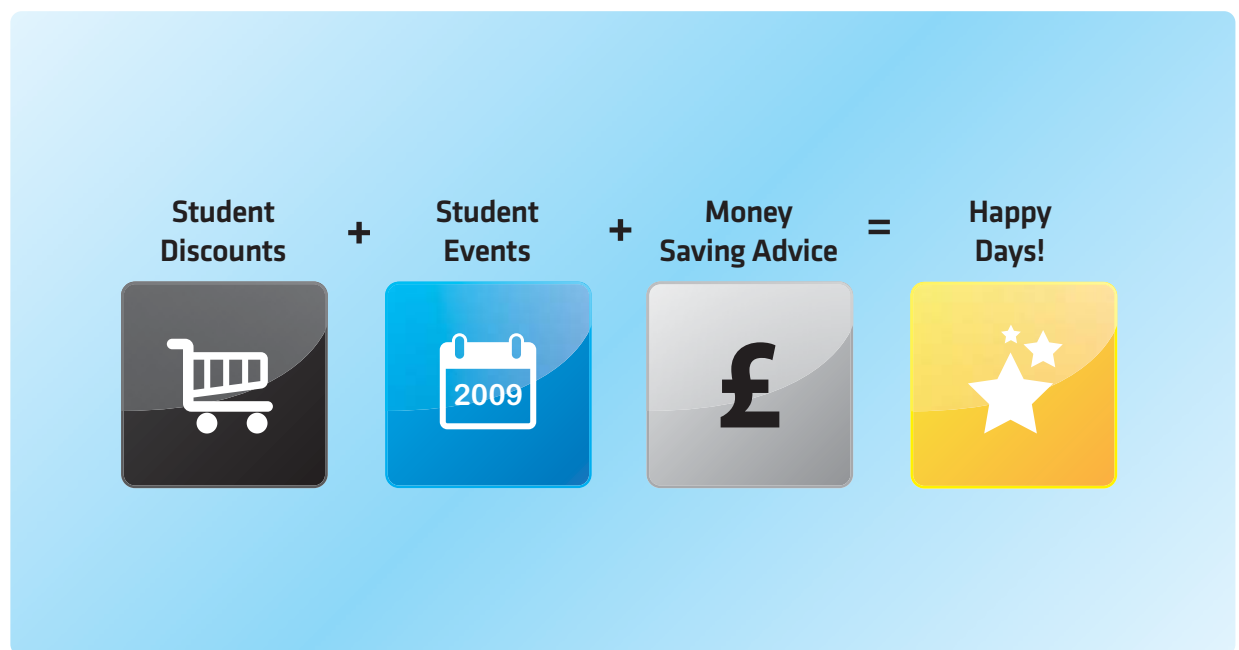 Student
Discounts
+
Student
Events
+
Money
Saving Advice
=
Happy
Days!
2009
£